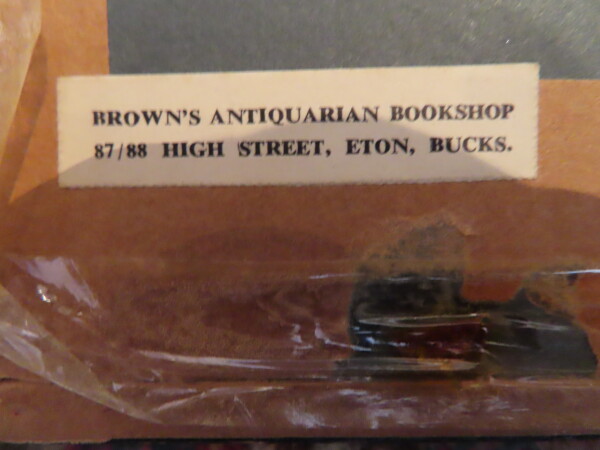 BROWN'S ANTIQUARIAN BOOKSHOP
87/88 HIGH STREET, ETON, BUCKS.